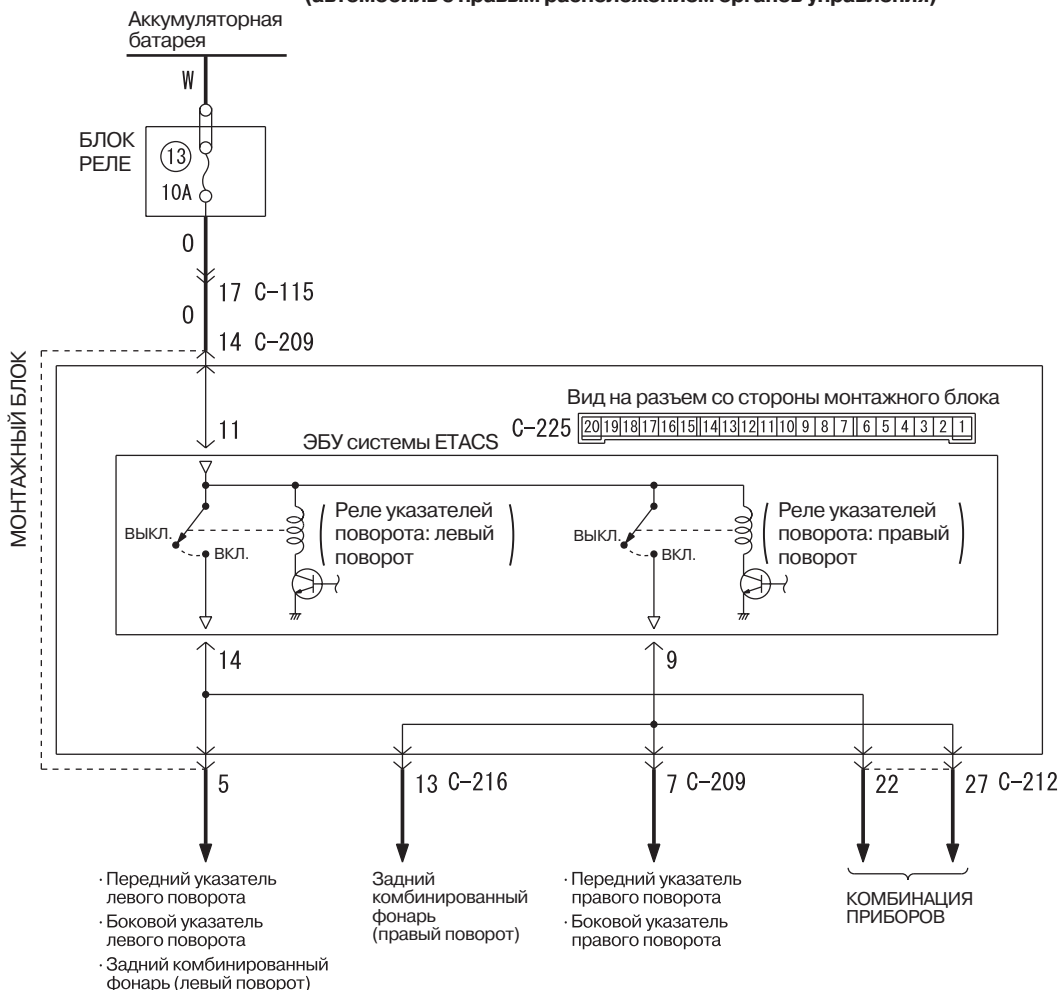 (автомобиль с правым расположением органов управления)
Аккумуляторная
батарея
W
БЛОК
РЕЛЕ
13
10A
O
17 C-115
O
14 C-209
МОНТАЖНЫЙ БЛОК
Вид на разъем со стороны монтажного блока
11
ЭБУ системы ETACS
C-225
20 19 18 17 16 15 14 13 12 11 10 9 8 7 6 5 4 3 2 1
ВЫКЛ.
ВКЛ.
(Реле указателей
поворота: левый
поворот)
ВЫКЛ.
ВКЛ.
(Реле указателей
поворота: правый
поворот)
14
9
5
13 C-216
7 C-209
22
27 C-212
· Передний указатель
левого поворота
· Боковой указатель
левого поворота
· Задний комбинированный
фонарь (левый поворот)
Задний
комбинированный
фонарь
(правый поворот)
· Передний указатель
правого поворота
· Боковой указатель
правого поворота
КОМБИНАЦИЯ
ПРИБОРОВ